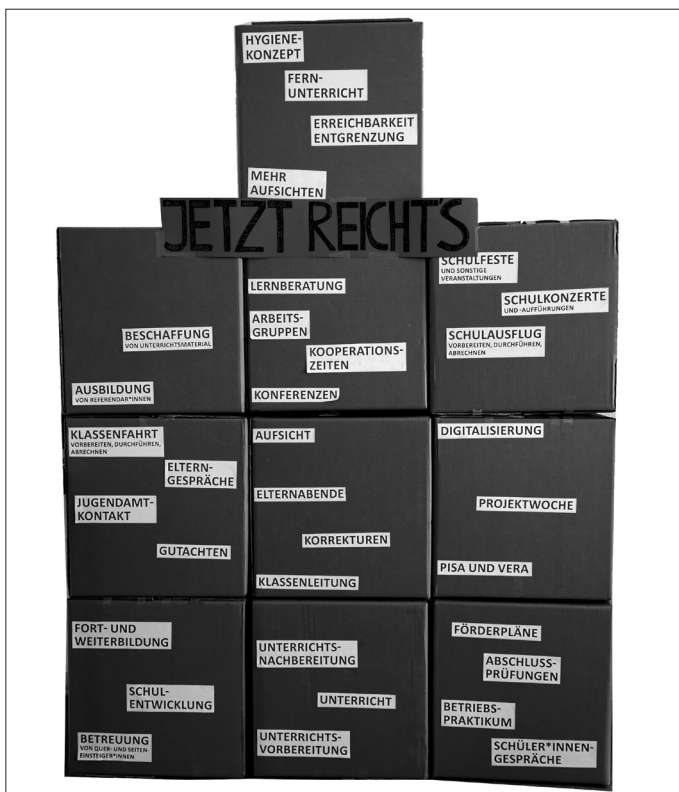 HYGIENE-
KONZEPT
FERN-
UNTERRICHT
ERREICHBARKEIT
ENTGRENZUNG
MEHR
AUFSICHTEN
JETZT REICHT'S
BESCHAFFUNG
VON UNTERRICHTSMATERIAL
AUSBILDUNG
VON REFERENDAR*INNEN
LERNBERATUNG
ARBEITS-
GRUPPEN
KOOPERATIONS-
ZEITEN
KONFERENZEN
SCHULFESTE
UND SONSTIGE
VERANSTALTUNGEN
SCHULKONZERTE
UND -AUFFÜHRUNGEN
SCHULAUSFLUG
VORBEREITEN, DURCHFÜHREN,
ABRECHNEN
KLASSENFAHRT
VORBEREITEN, DURCHFÜHREN,
ABRECHNEN
ELTERN-
GESPRÄCHE
JUGENDAMT-
KONTAKT
GUTACHTEN
AUFSICHT
ELTERNABENDE
KORREKTUREN
KLASSENLEITUNG
DIGITALISIERUNG
PROJEKTWOCHE
PISA UND VERA
FORT- UND
WEITERBILDUNG
SCHUL-
ENTWICKLUNG
BETREUUNG
VON QUER- UND SEITEN-
EINSTEIGER*INNEN
UNTERRICHTS-
NACHBEREITUNG
UNTERRICHT
UNTERRICHTS-
VORBEREITUNG
FÖRDERPLÄNE
ABSCHLUSS-
PRÜFUNGEN
BETRIEBS-
PRAKTIKUM
SCHÜLER*INNEN-
GESPRÄCHE